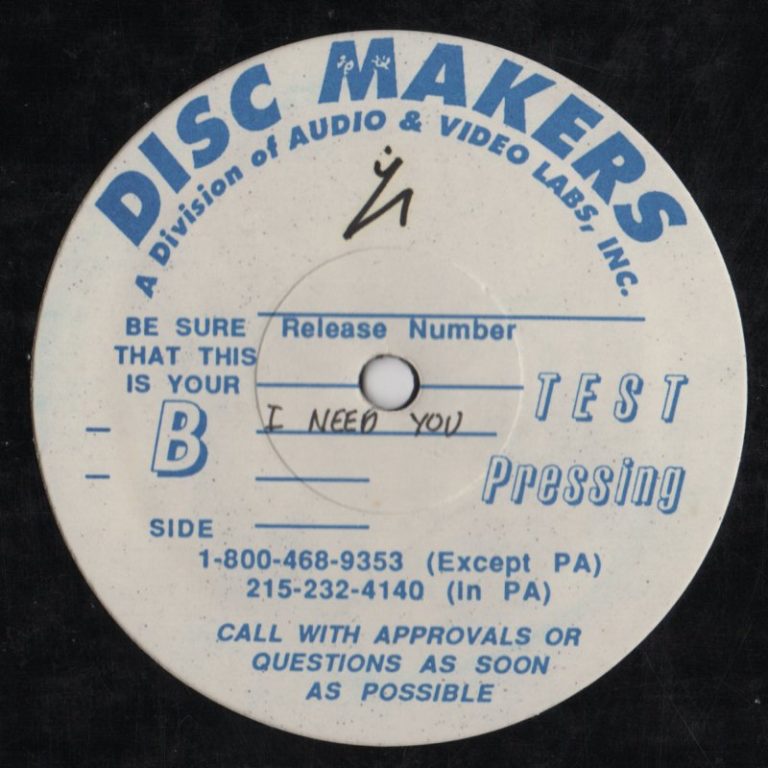 DISC MAKERS
A Division of AUDIO & VIDEO LABS, INC.
BE SURE
THAT THIS
IS YOUR
B
SIDE
Release Number
I NEED YOU
TEST
Pressing
1-800-468-9353 (Except PA)
215-232-4140 (In PA)
CALL WITH APPROVALS OR
QUESTIONS AS SOON
AS POSSIBLE